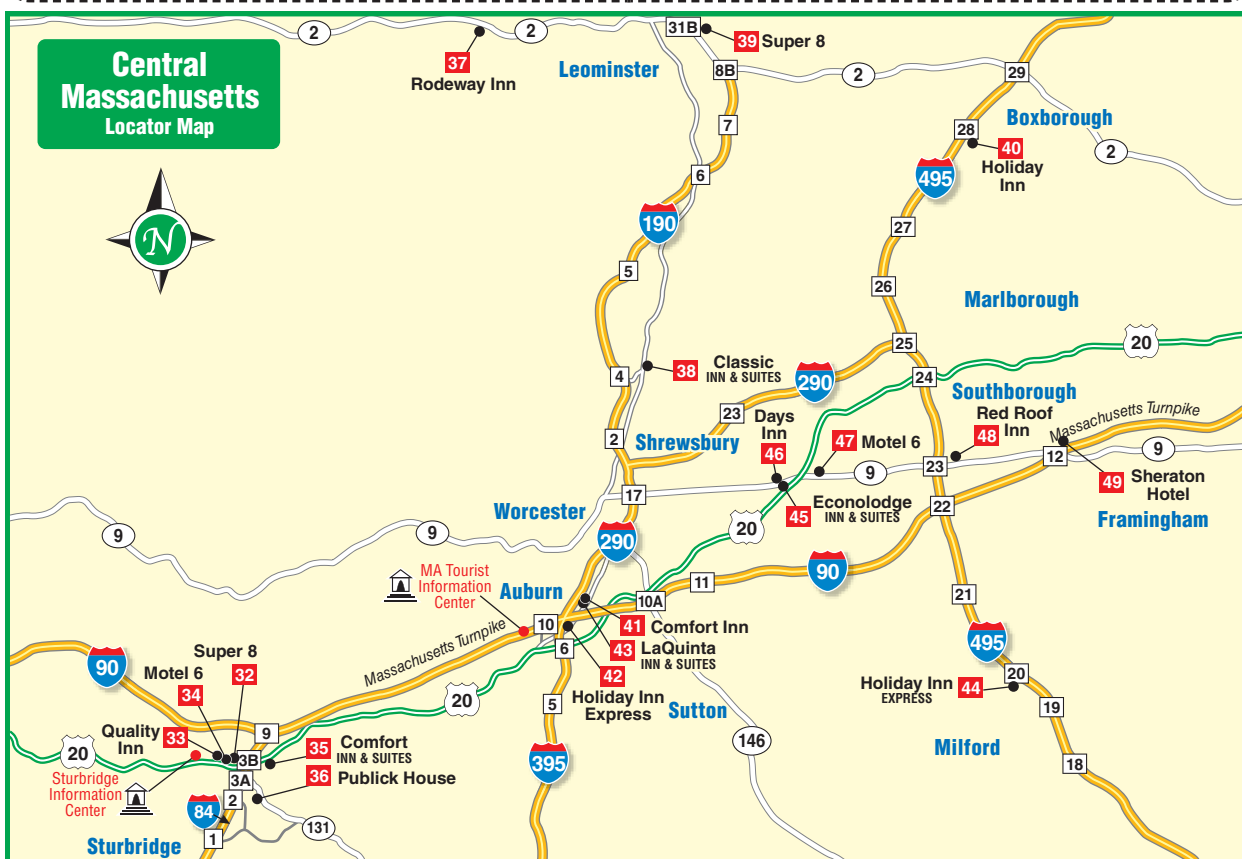 Central
Massachusetts
Locator Map
N
2
2
37
Rodeway Inn
Leominster
31B
39 Super 8
8B
2
29
7
Boxborough
28
40
Holiday
Inn
2
6
495
190
27
5
26
Marlborough
25
20
4
38 Classic
INN & SUITES
290
24
Southborough
23
Days
Inn
Red Roof
Inn
Massachusetts Turnpike
2
Shrewsbury
46
47 Motel 6
48
9
23
12
9
17
45 Econolodge
INN & SUITES
49 Sheraton
Hotel
22
Framingham
Worcester
20
9
9
290
MA Tourist
Information
Center
Auburn
11
90
10A
21
10
41 Comfort Inn
6
43 LaQuinta
INN & SUITES
42
Holiday Inn
Express
495
Massachusetts Turnpike
90
Super 8
Motel 6
34
32
20
5
Sutton
Holiday Inn
EXPRESS
44
20
19
9
Quality
Inn
33
20
3B
35 Comfort
INN & SUITES
146
Milford
395
18
Sturbridge
Information
Center
3A
36 Publick House
2
84
131
1
Sturbridge